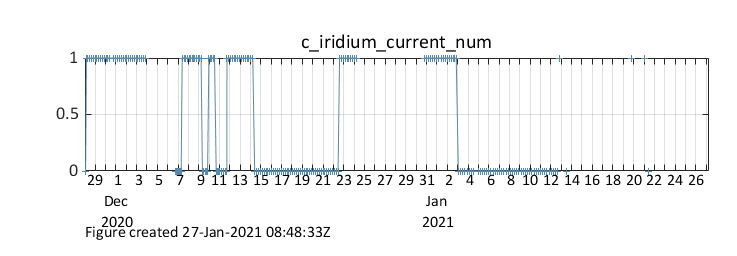 c_iridium_current_num
1
0.5
0
29 1 3 5 7 9 11 13 15 17 19 21 23 25 27 29 31 2 4 6 8 10 12 14 16 18 20 22 24 26
Dec Jan
2020 2021
Figure created 27-Jan-2021 08:48:33Z